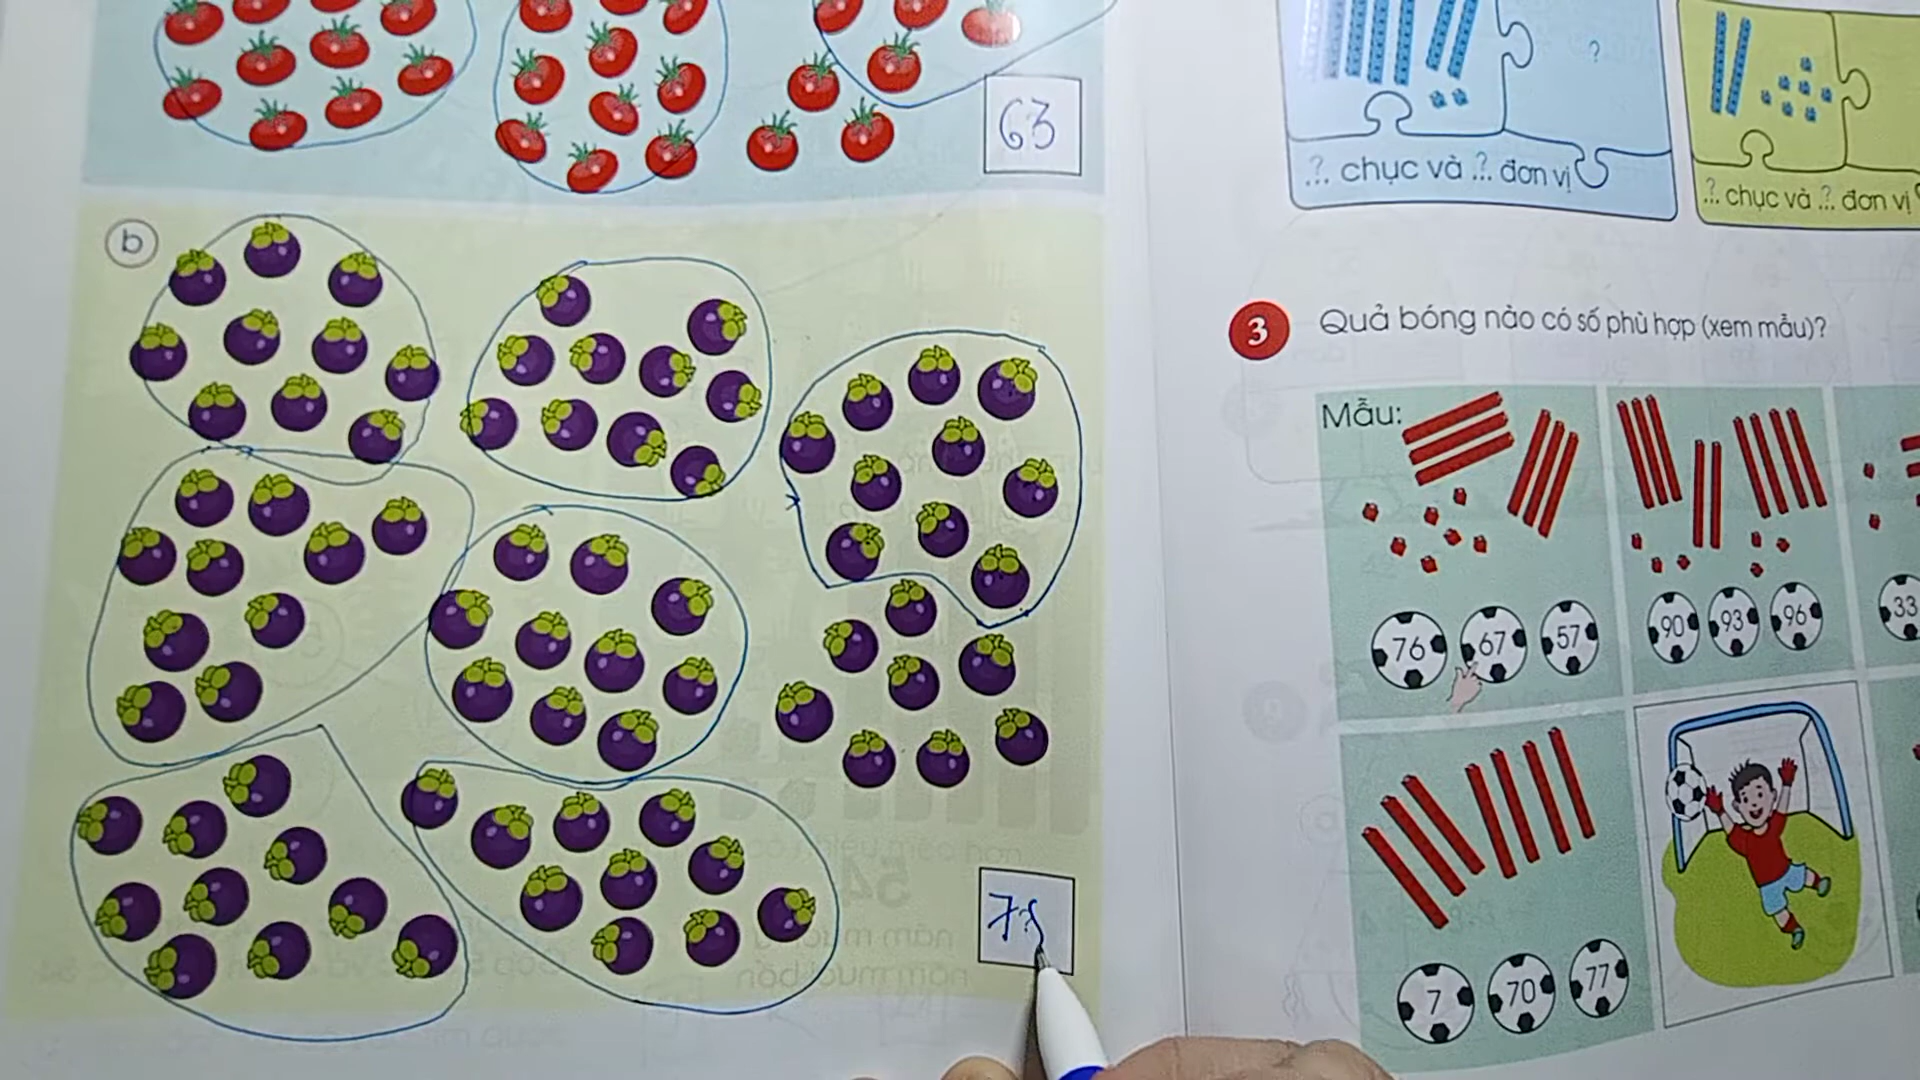 63
b
?
..?.. chục và ..?.. đơn vị
..?.. chục và ..?.. đơn vị
3 Quả bóng nào có số phù hợp (xem mẫu)?
Mẫu:
76 67 57
90 93 96
33
7 70 77